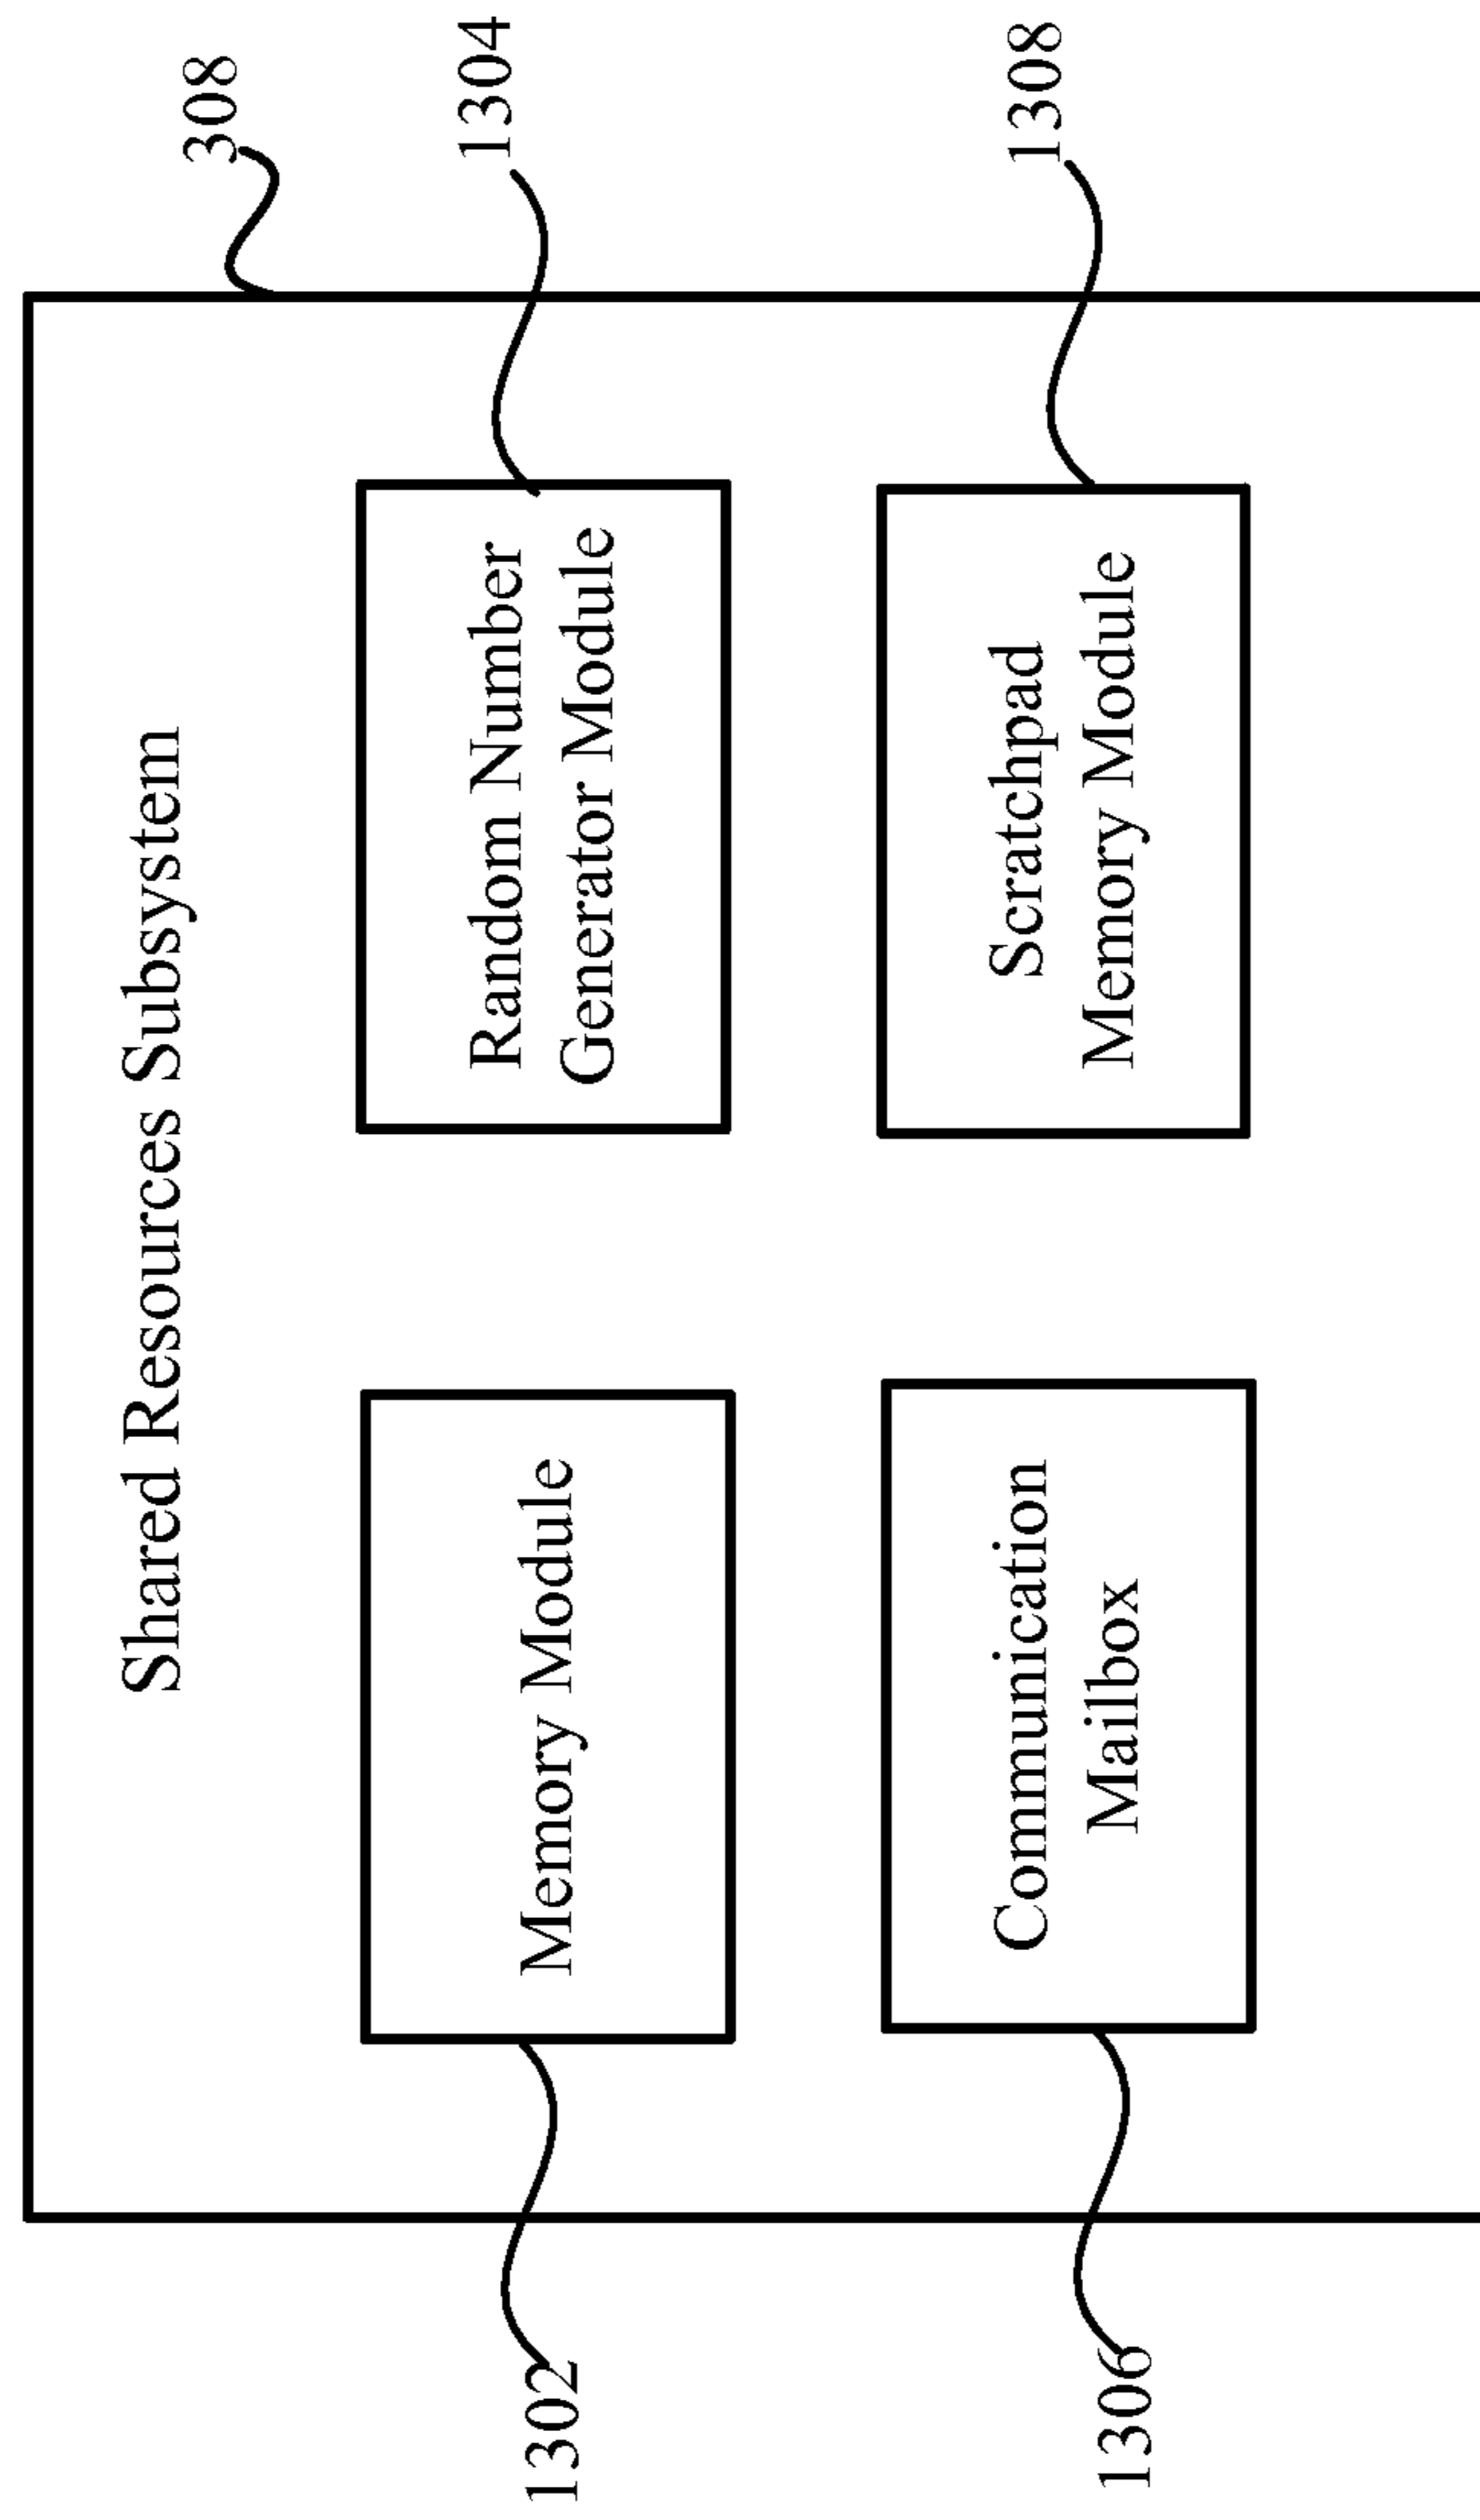 308
Shared Resources Subsystem
1304
Memory Module
Random Number
Generator Module
1302
1308
Communication
Mailbox
Scratchpad
Memory Module
1306